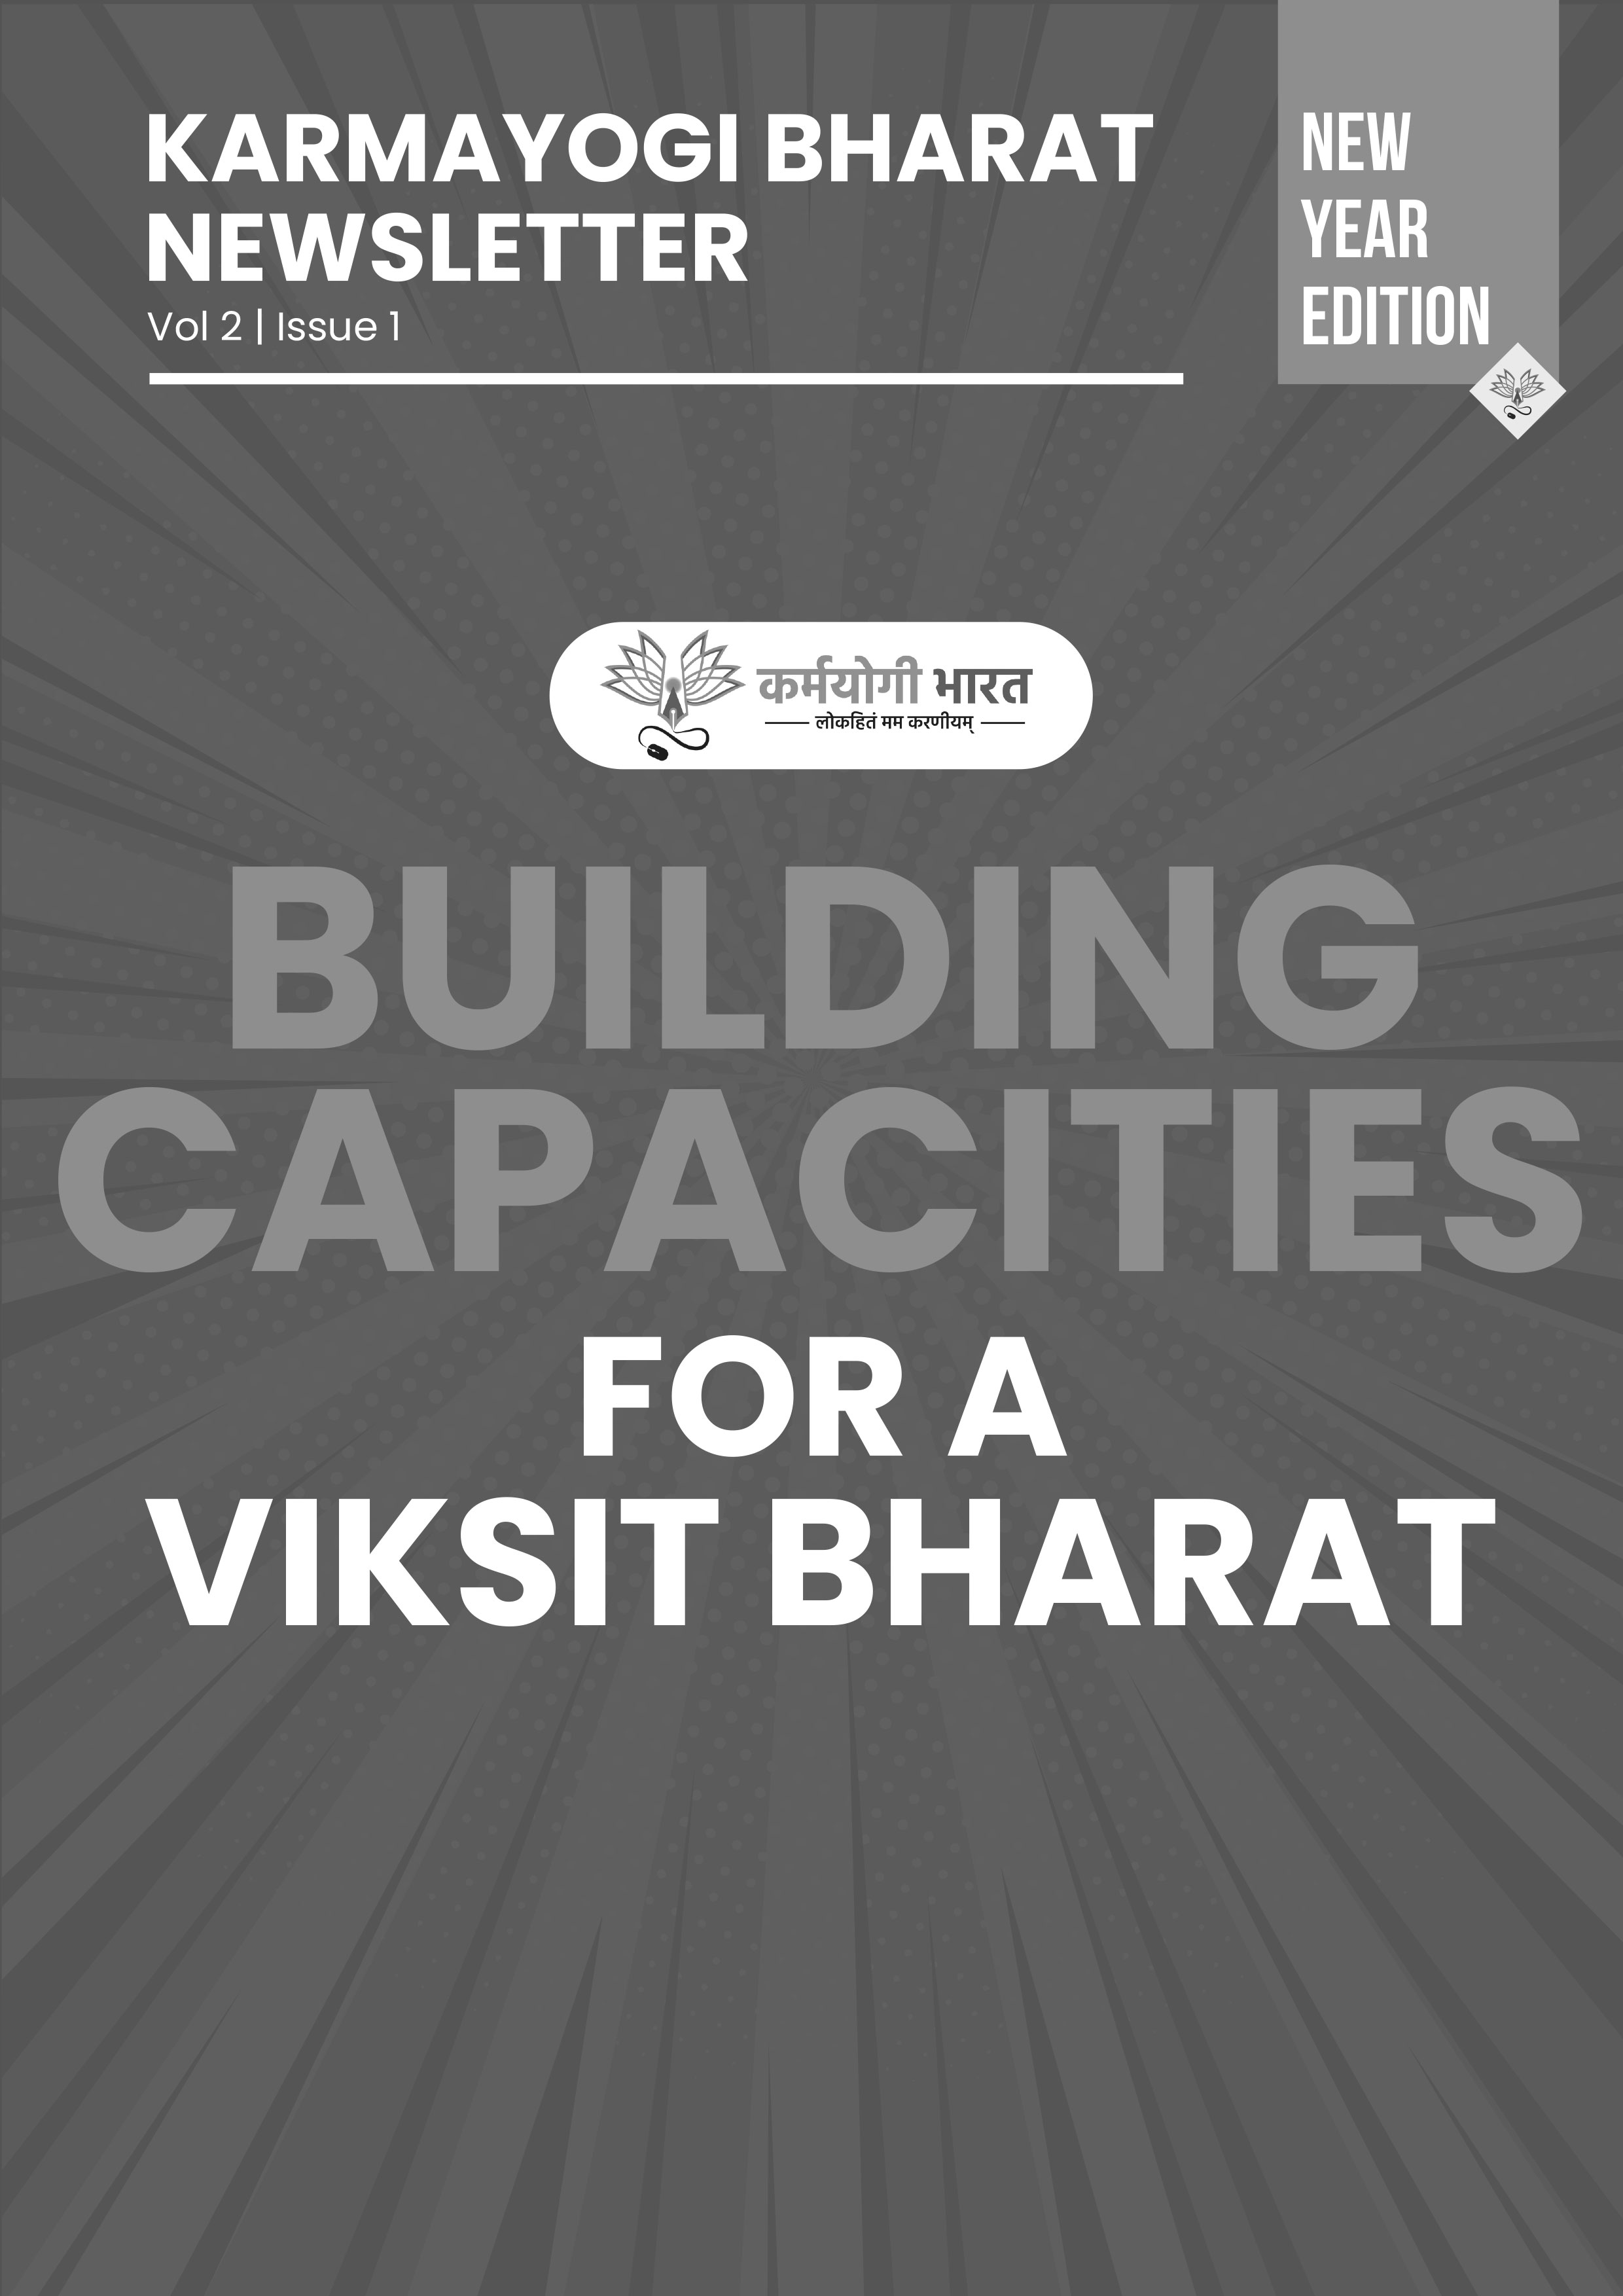 KARMAYOGI BHARAT
NEWSLETTER
Vol 2 | Issue 1
NEW
YEAR
EDITION
कर्मयोगी भारत
लोकहितं मम करणीयम्
BUILDING
CAPACITIES
FOR A
VIKSIT BHARAT